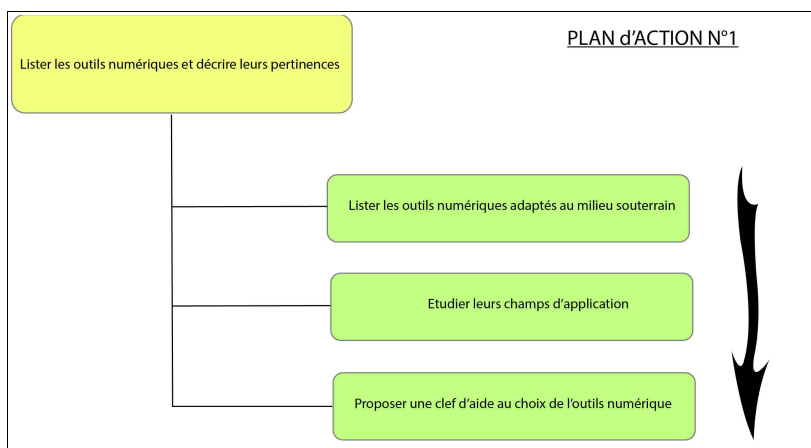 PLAN d'ACTION N°1
Lister les outils numériques et décrire leurs pertinences
Lister les outils numériques adaptés au milieu souterrain
Etudier leurs champs d'application
Proposer une clef d'aide au choix de l'outils numérique